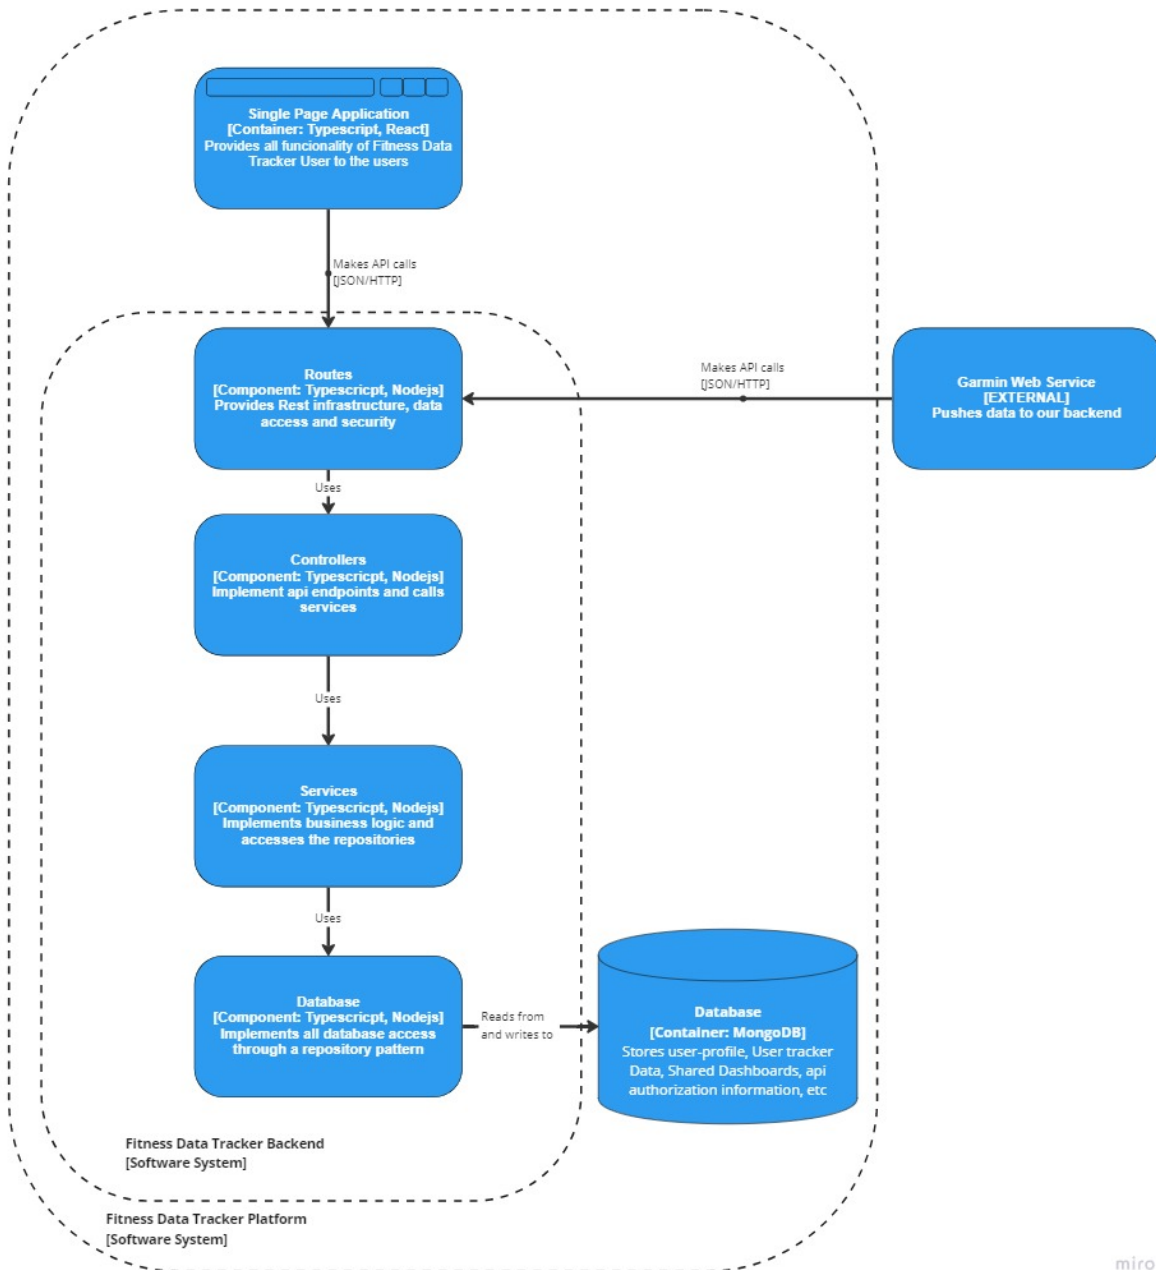 Single Page Application
[Container: Typescript, React]
Provides all funcionality of Fitness Data
Tracker User to the users
Makes API calls
[JSON/HTTP]
Routes
[Component: Typescricpt, Nodejs]
Provides Rest infrastructure, data
access and security
Makes API calls
[JSON/HTTP]
Garmin Web Service
[EXTERNAL]
Pushes data to our backend
Uses
Controllers
[Component: Typescricpt, Nodejs]
Implement api endpoints and calls
services
Uses
Services
[Component: Typescricpt, Nodejs]
Implements business logic and
accesses the repositories
Uses
Database
[Component: Typescricpt, Nodejs]
Implements all database access
through a repository pattern
Reads from
and writes to
Database
[Container: MongoDB]
Stores user-profile, User tracker
Data, Shared Dashboards, api
authorization information, etc
Fitness Data Tracker Backend
[Software System]
Fitness Data Tracker Platform
[Software System]
miro